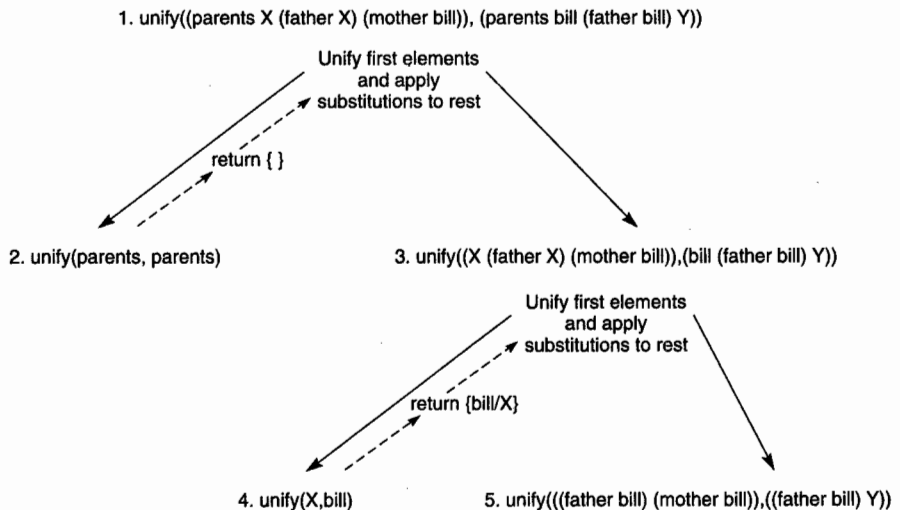 1. unify((parents X (father X) (mother bill)), (parents bill (father bill) Y))
Unify first elements
and apply
substitutions to rest
return { }
2. unify(parents, parents)
3. unify((X (father X) (mother bill)),(bill (father bill) Y))
Unify first elements
and apply
substitutions to rest
return {bill/X}
4. unify(X,bill)
5. unify(((father bill) (mother bill)),((father bill) Y))